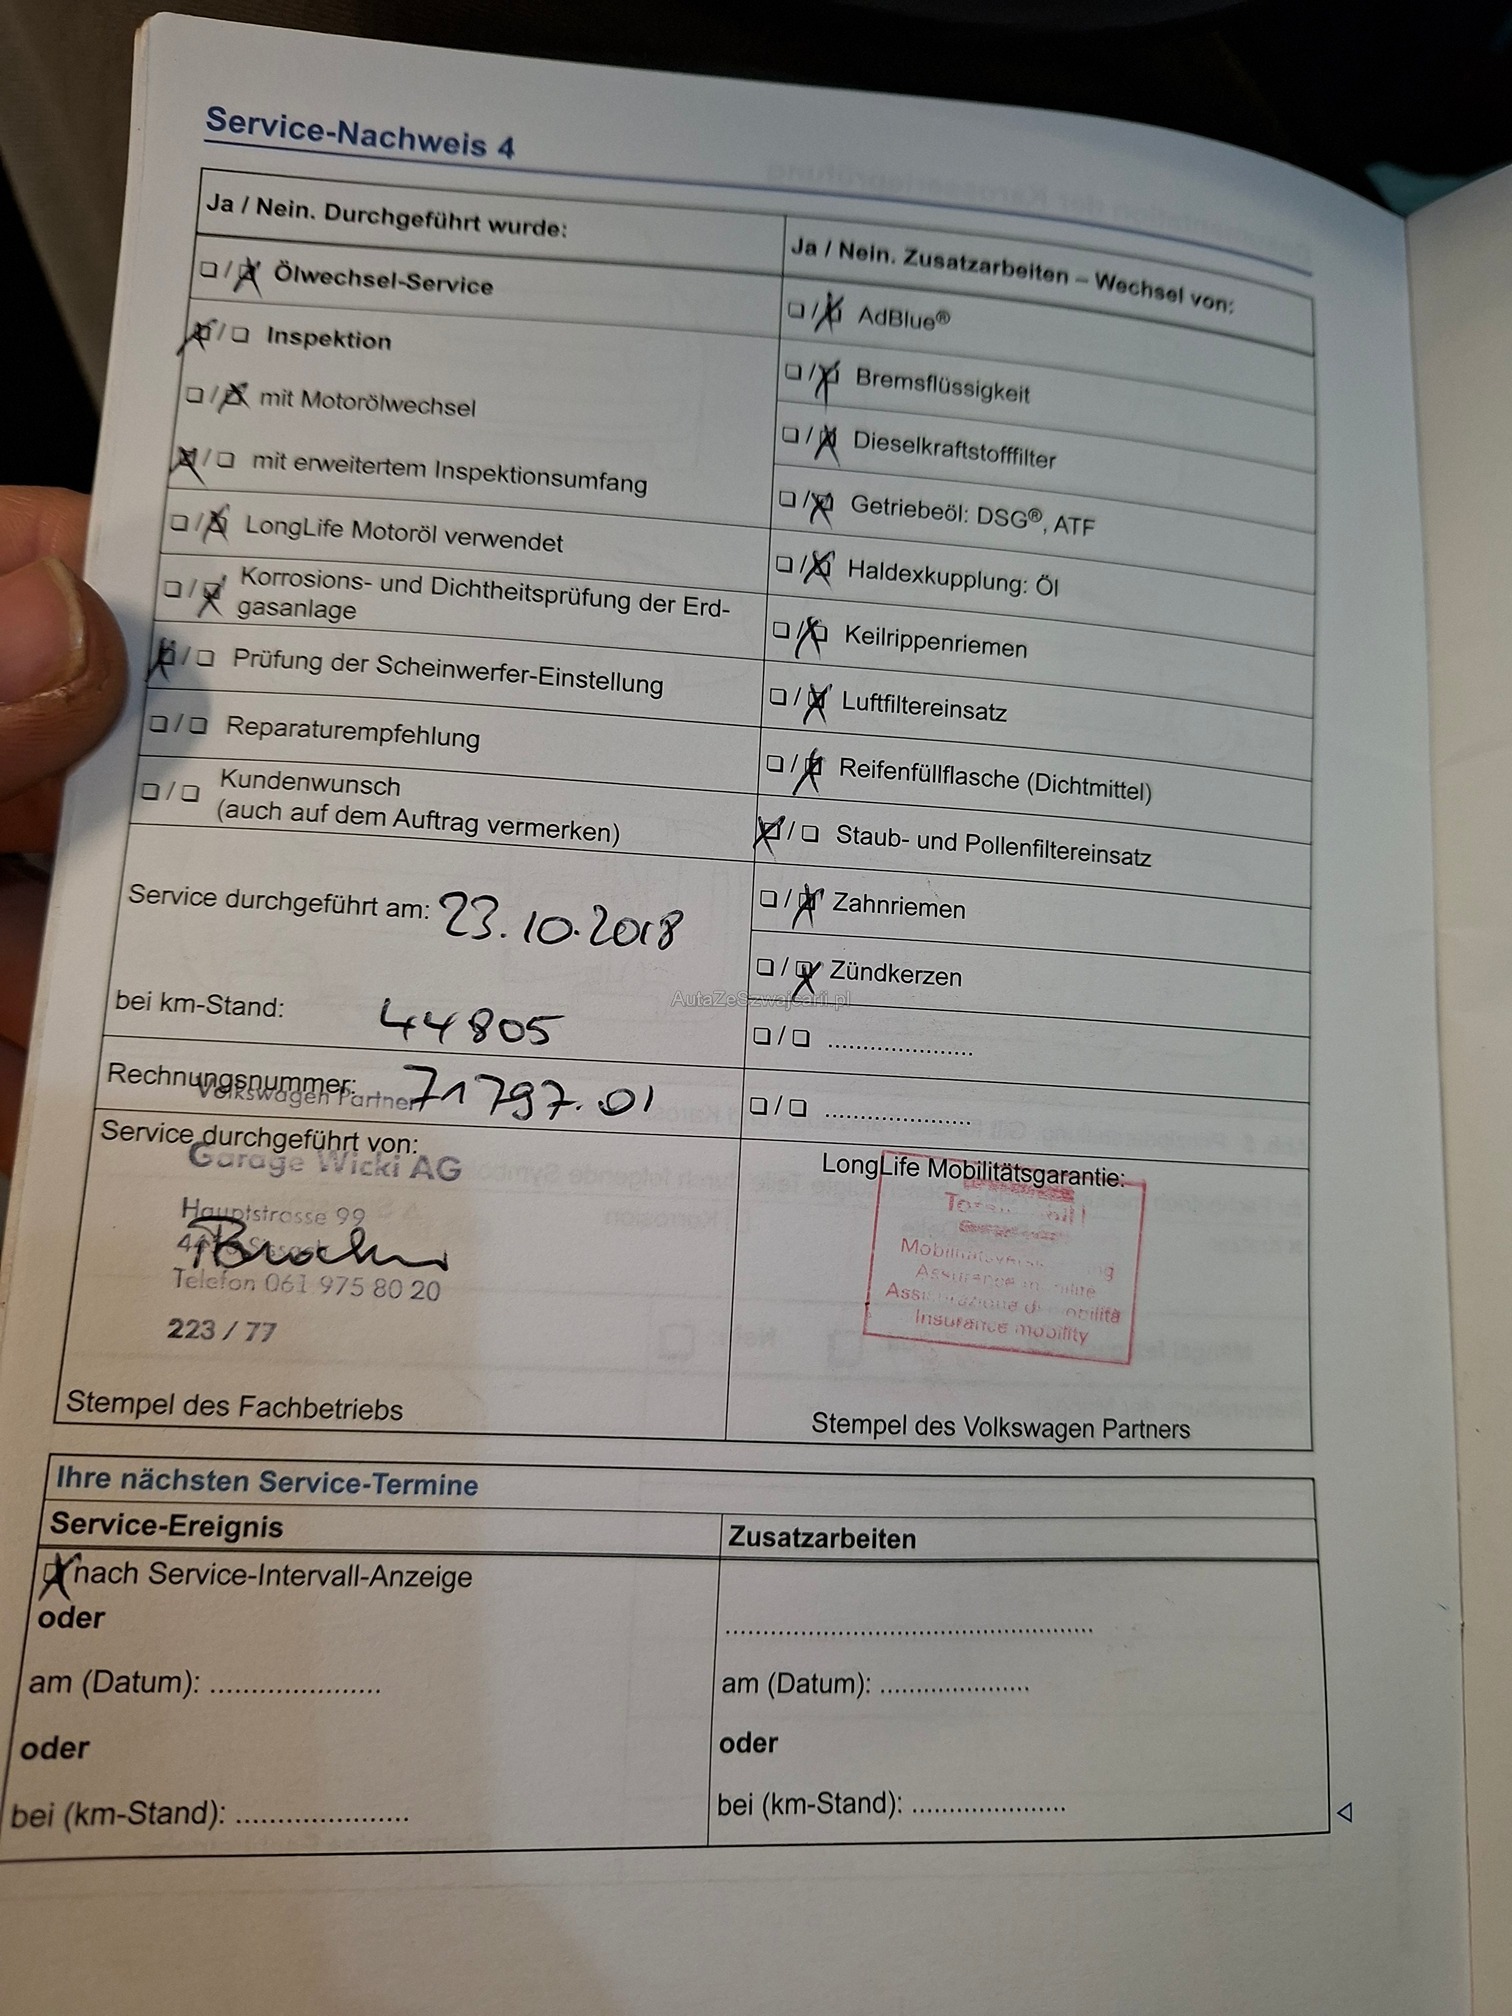 Service-Nachweis 4
Ja / Nein. Durchgeführt wurde:
❏ / ❏ Ölwechsel-Service
❏ / ❏ Inspektion
❏ / ❏ mit Motorölwechsel
❏ / ❏ mit erweitertem Inspektionsumfang
❏ / ❏ LongLife Motoröl verwendet
❏ / ❏ Korrosions- und Dichtheitsprüfung der Erd-
gasanlage
❏ / ❏ Prüfung der Scheinwerfer-Einstellung
❏ / ❏ Reparaturempfehlung
❏ / ❏ Kundenwunsch
(auch auf dem Auftrag vermerken)
Service durchgeführt am: 23.10.2018
bei km-Stand: 44805
Rechnungsnummer: 71797.01
Volkswagen Partner
Service durchgeführt von:
Garage Wicki AG
Hauptstrasse 99
Telefon 061 975 80 20
223 / 77
Stempel des Fachbetriebs
Ja / Nein. Zusatzarbeiten – Wechsel von:
❏ / ❏ AdBlue®
❏ / ❏ Bremsflüssigkeit
❏ / ❏ Dieselkraftstofffilter
❏ / ❏ Getriebeöl: DSG®, ATF
❏ / ❏ Haldexkupplung: Öl
❏ / ❏ Keilrippenriemen
❏ / ❏ Luftfiltereinsatz
❏ / ❏ Reifenfüllflasche (Dichtmittel)
❏ / ❏ Staub- und Pollenfiltereinsatz
❏ / ❏ Zahnriemen
❏ / ❏ Zündkerzen
❏ / ❏ .....................
❏ / ❏ .....................
AutaZeSzwajcarii.pl
LongLife Mobilitätsgarantie:
Insurance mobility
Stempel des Volkswagen Partners
Ihre nächsten Service-Termine
Service-Ereignis
❏ nach Service-Intervall-Anzeige
oder
am (Datum): .....................
oder
bei (km-Stand): .....................
Zusatzarbeiten
.....................................................
am (Datum): .....................
oder
bei (km-Stand): .....................